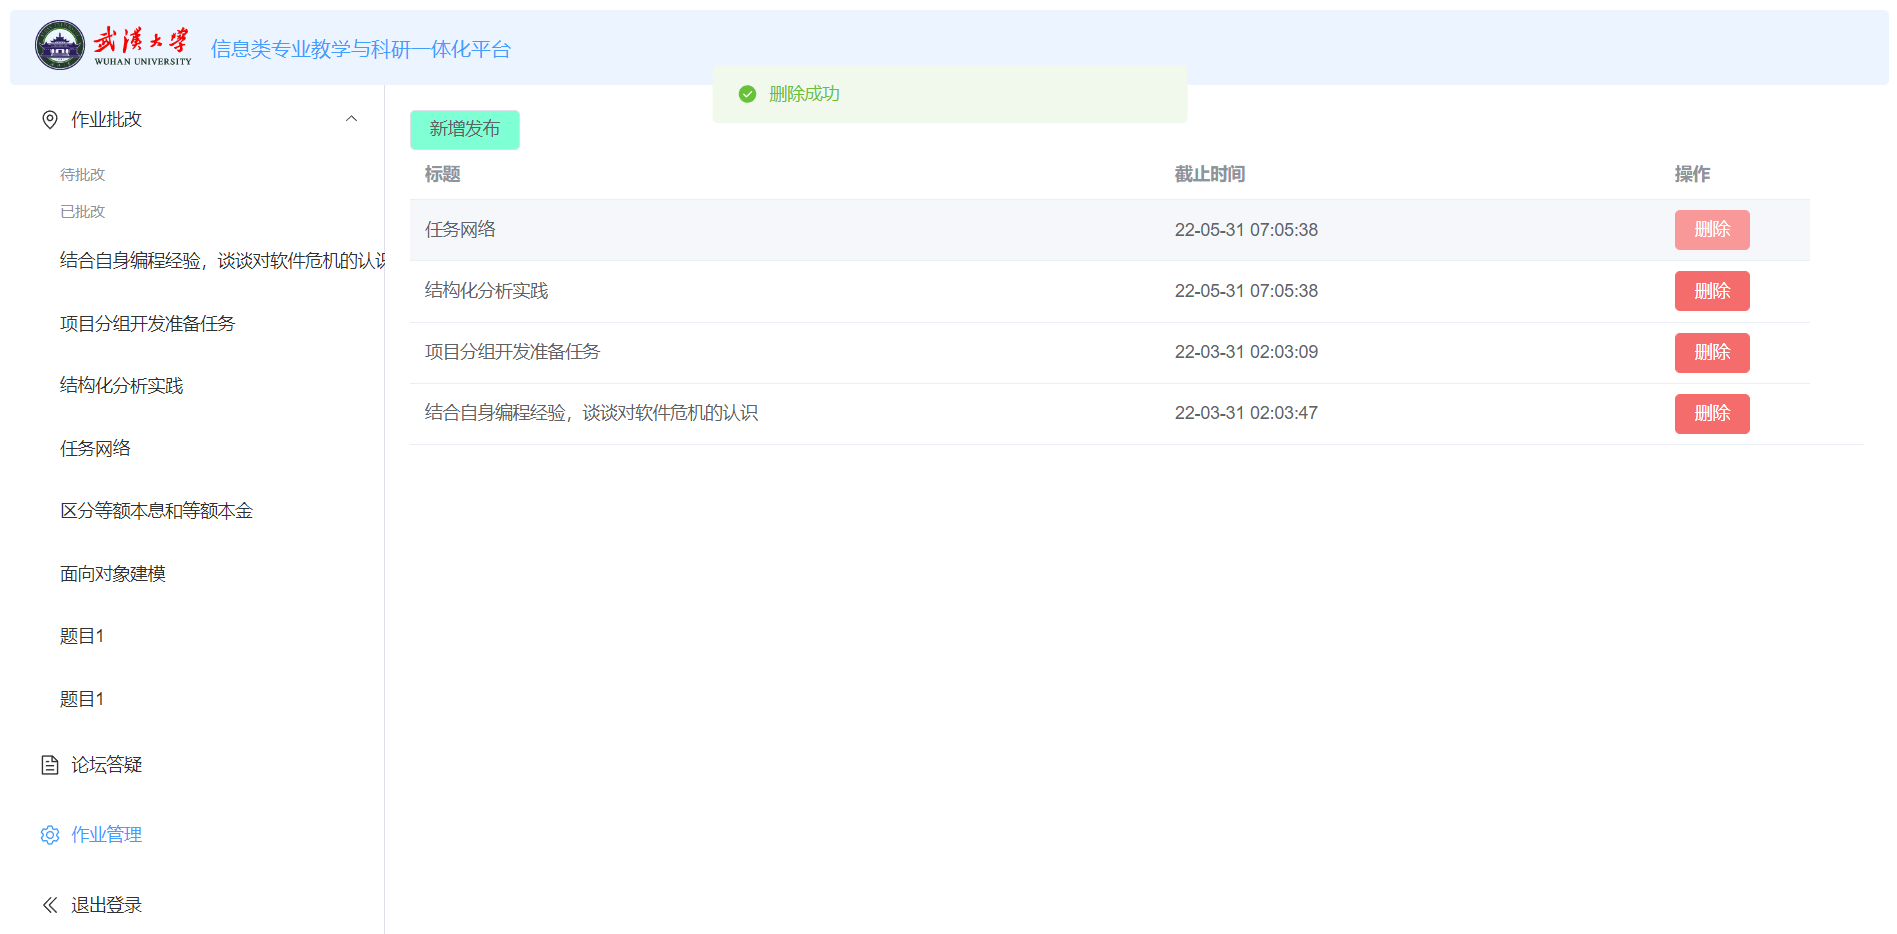 武汉大学
WUHAN UNIVERSITY
信息类专业教学与科研一体化平台
删除成功
作业批改
待批改
已批改
结合自身编程经验，谈谈对软件危机的认识
项目分组开发准备任务
结构化分析实践
任务网络
区分等额本息和等额本金
面向对象建模
题目1
题目1
论坛答疑
作业管理
退出登录
新增发布
标题 截止时间 操作
任务网络 22-05-31 07:05:38 删除
结构化分析实践 22-05-31 07:05:38 删除
项目分组开发准备任务 22-03-31 02:03:09 删除
结合自身编程经验，谈谈对软件危机的认识 22-03-31 02:03:47 删除